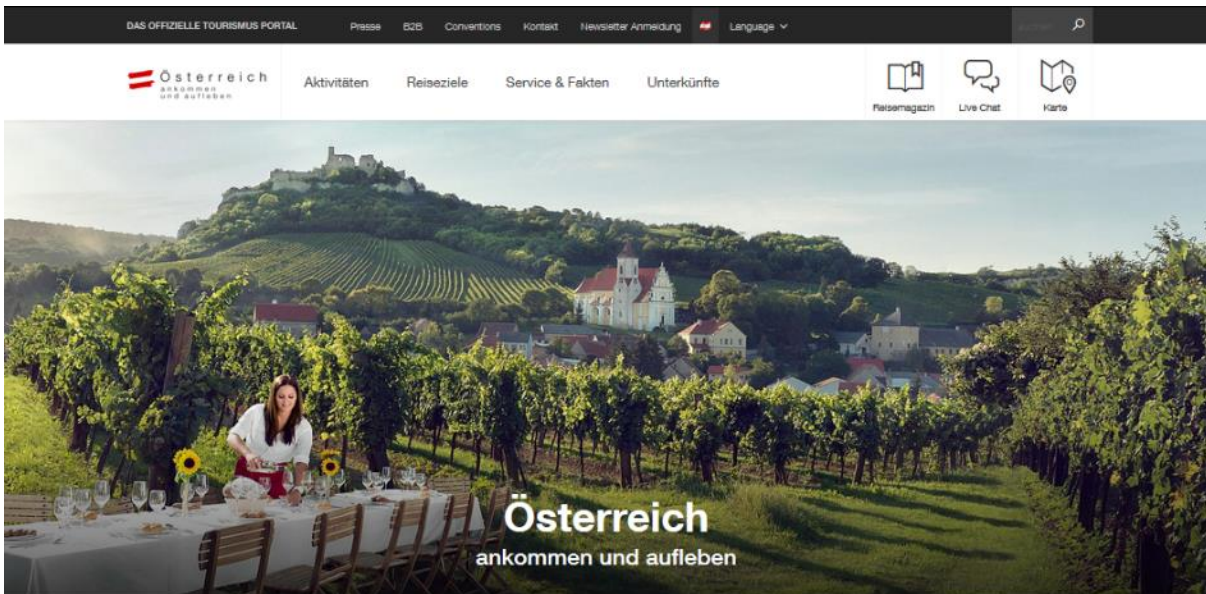 DAS OFFIZIELLE TOURISMUS PORTAL Presse B2B Conventions Kontakt Newsletter Anmeldung Language
Österreich
ankommen
und aufleben
Aktivitäten Reiseziele Service & Fakten Unterkünfte
Reisemagazin Live Chat Karte
Österreich
ankommen und aufleben